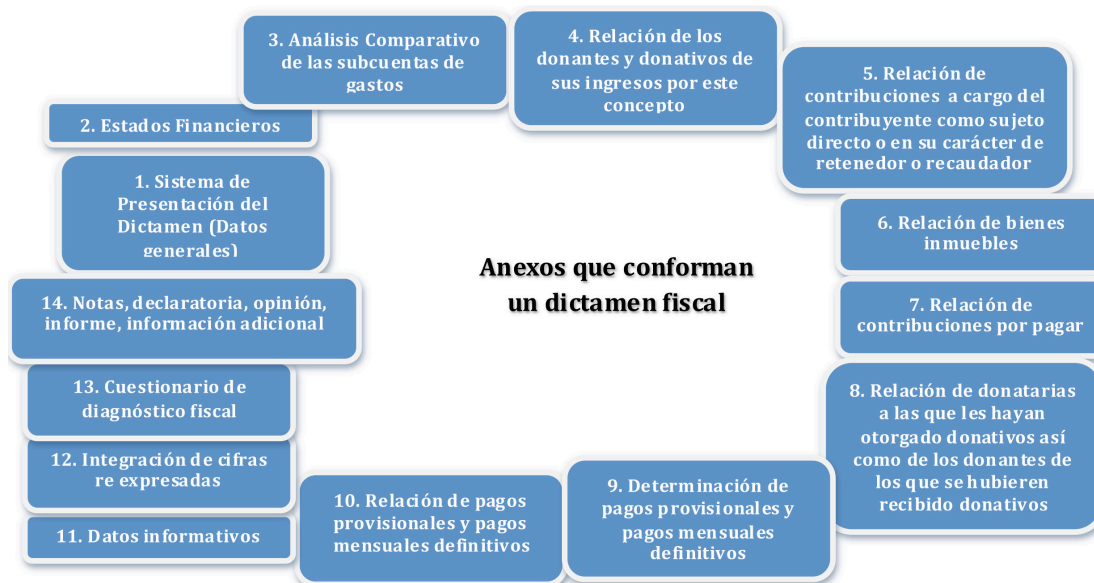 3. Análisis Comparativo
de las subcuentas de
gastos
4. Relación de los
donantes y donativos de
sus ingresos por este
concepto
5. Relación de
contribuciones a cargo del
contribuyente como sujeto
directo o en su carácter de
retenedor o recaudador
2. Estados Financieros
1. Sistema de
Presentación del
Dictamen (Datos
generales)
6. Relación de bienes
inmuebles
Anexos que conforman
un dictamen fiscal
14. Notas, declaratoria, opinión,
informe, información adicional
7. Relación de
contribuciones por pagar
13. Cuestionario de
diagnóstico fiscal
8. Relación de donatarias
a las que les hayan
otorgado donativos así
como de los donantes de
los que se hubieren
recibido donativos
12. Integración de cifras
re expresadas
11. Datos informativos
10. Relación de pagos
provisionales y pagos
mensuales definitivos
9. Determinación de
pagos provisionales y
pagos mensuales
definitivos